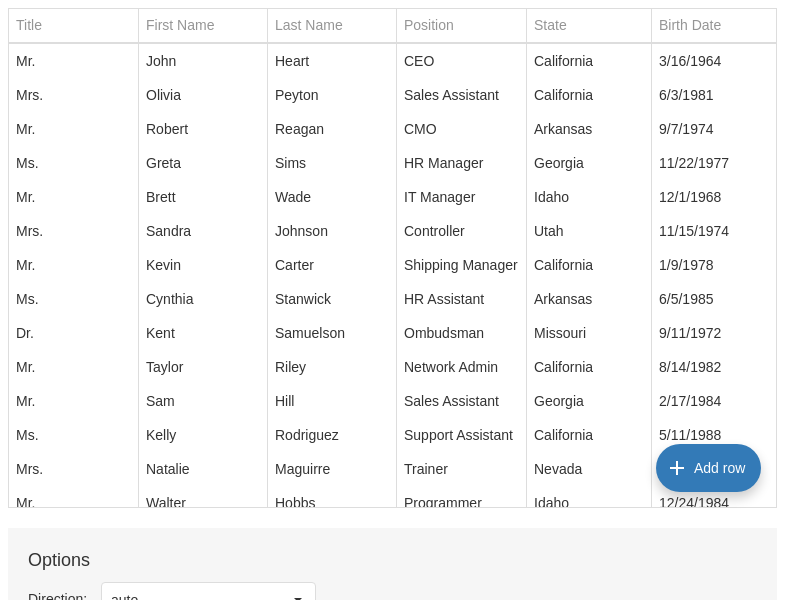 Title First Name Last Name Position State Birth Date
Mr. John Heart CEO California 3/16/1964
Mrs. Olivia Peyton Sales Assistant California 6/3/1981
Mr. Robert Reagan CMO Arkansas 9/7/1974
Ms. Greta Sims HR Manager Georgia 11/22/1977
Mr. Brett Wade IT Manager Idaho 12/1/1968
Mrs. Sandra Johnson Controller Utah 11/15/1974
Mr. Kevin Carter Shipping Manager California 1/9/1978
Ms. Cynthia Stanwick HR Assistant Arkansas 6/5/1985
Dr. Kent Samuelson Ombudsman Missouri 9/11/1972
Mr. Taylor Riley Network Admin California 8/14/1982
Mr. Sam Hill Sales Assistant Georgia 2/17/1984
Ms. Kelly Rodriguez Support Assistant California 5/11/1988
Mrs. Natalie Maguirre Trainer Nevada
Add row
Mr. Walter Hobbs Programmer Idaho 12/24/1984
Options
Direction: auto